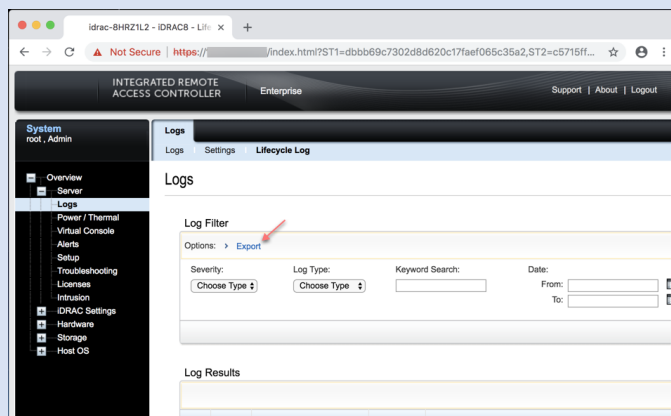 idrac-8HRZ1L2 - iDRAC8 - Life
Not Secure | https:// /index.html?ST1=dbbb69c7302d8d620c17faef065c35a2,ST2=c5715ff...
INTEGRATED REMOTE
ACCESS CONTROLLER
Enterprise
Support | About | Logout
System
root , Admin
Overview
Server
Logs
Power / Thermal
Virtual Console
Alerts
Setup
Troubleshooting
Licenses
Intrusion
iDRAC Settings
Hardware
Storage
Host OS
Logs
Logs Settings Lifecycle Log
Logs
Log Filter
Options: > Export
Severity: Log Type: Keyword Search: Date:
Choose Type Choose Type From:
To:
Log Results